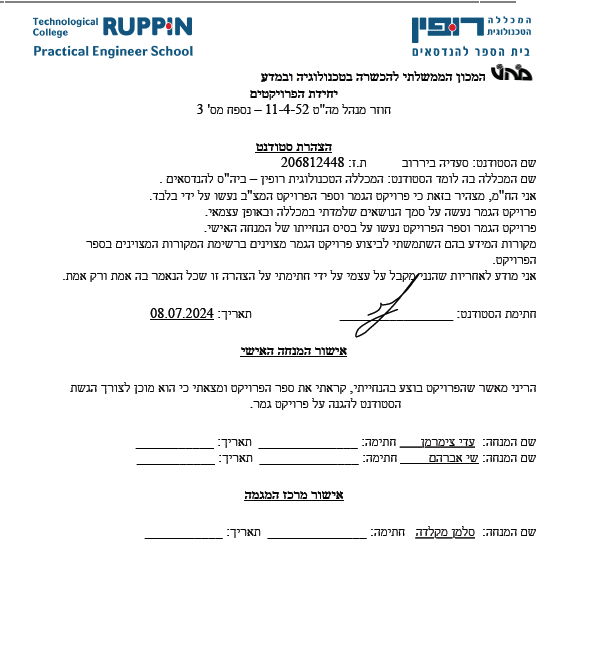 Technological College RUPPIN
Practical Engineer School
המכללה הטכנולוגית רופין
בית הספר להנדסאים
מה"ט המכון הממשלתי להכשרה בטכנולוגיה ובמדע
יחידת הפרויקטים
חוזר מנהל מה"ט 11-4-52 – נספח מס' 3
הצהרת סטודנט
שם הסטודנט: סעדיה בירדוב ת.ז: 206812448
שם המכללה בה לומד הסטודנט: המכללה הטכנולוגית רופין – ביה"ס להנדסאים .
אני הח"מ, מצהיר בזאת כי פרויקט הגמר וספר הפרויקט המצ"ב נעשו על ידי בלבד.
פרויקט הגמר נעשה על סמך הנושאים שלמדתי במכללה ובאופן עצמאי.
פרויקט הגמר וספר הפרויקט נעשו על בסיס הנחייתו של המנחה האישי.
מקורות המידע בהם השתמשתי לביצוע פרויקט הגמר מצוינים ברשימת המקורות המצוינים בספר
הפרויקט.
אני מודע לאחריות שהנני מקבל על עצמי על ידי חתימתי על הצהרה זו שכל הנאמר בה אמת ורק אמת.
חתימת הסטודנט: _________________ תאריך: 08.07.2024
אישור המנחה האישי
הריני מאשר שהפרויקט בוצע בהנחייתי, קראתי את ספר הפרויקט ומצאתי כי הוא מוכן לצורך הגשת
הסטודנט להגנה על פרויקט גמר.
שם המנחה: עדי צימרמן חתימה: _______________ תאריך: ____________
שם המנחה: שי אברהם חתימה: _______________ תאריך: ____________
אישור מרכז המגמה
שם המנחה: סלמן מקלדה חתימה: _______________ תאריך: ____________